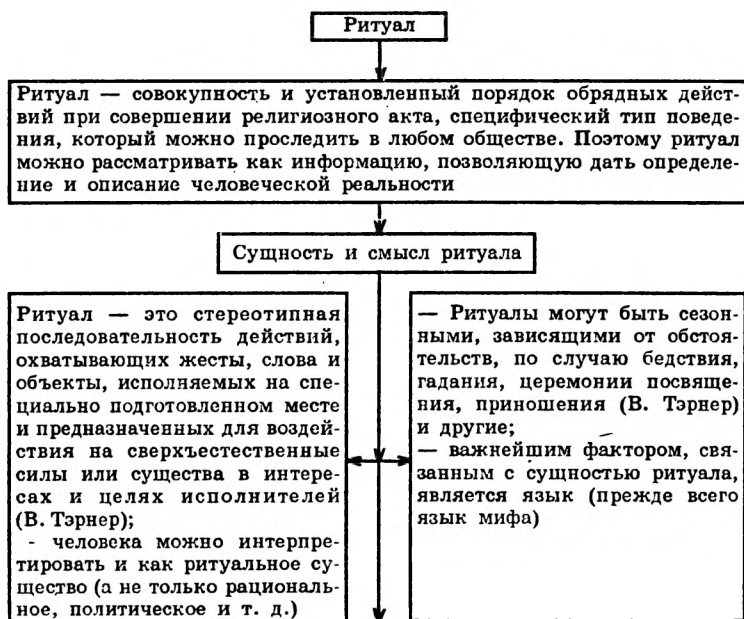 Ритуал
Ритуал — совокупность и установленный порядок обрядных дейст-
вий при совершении религиозного акта, специфический тип поведе-
ния, который можно проследить в любом обществе. Поэтому ритуал
можно рассматривать как информацию, позволяющую дать определе-
ние и описание человеческой реальности
Сущность и смысл ритуала
Ритуал — это стереотипная
последовательность действий,
охватывающих жесты, слова и
объекты, исполняемых на спе-
циально подготовленном месте
и предназначенных для воздей-
ствия на сверхъестественные
силы или существа в интере-
сах и целях исполнителей
(В. Тэрнер);
- человека можно интерпре-
тировать и как ритуальное су-
щество (а не только рациональ-
ное, политическое и т. д.)
— Ритуалы могут быть сезон-
ными, зависящими от обстоя-
тельств, по случаю бедствия,
гадания, церемонии посвяще-
ния, приношения (В. Тэрнер)
и другие;
— важнейшим фактором, свя-
занным с сущностью ритуала,
является язык (прежде всего
язык мифа)